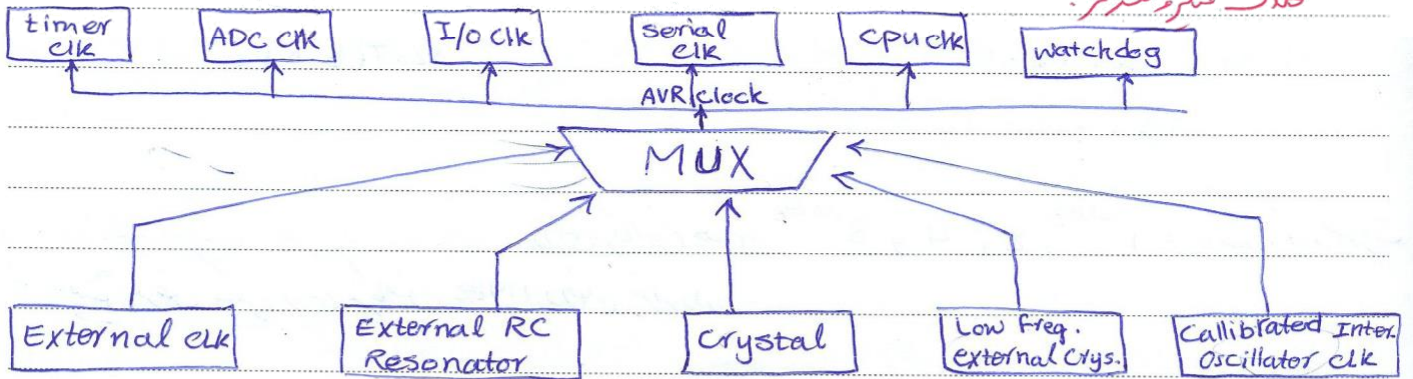 timer
clk
ADC clk
I/o clk
serial
clk
cpu clk
watchdog
AVR clock
MUX
External clk
External RC
Resonator
Crystal
Low freq.
external Crys.
Callibrated Inter.
Oscillator clk